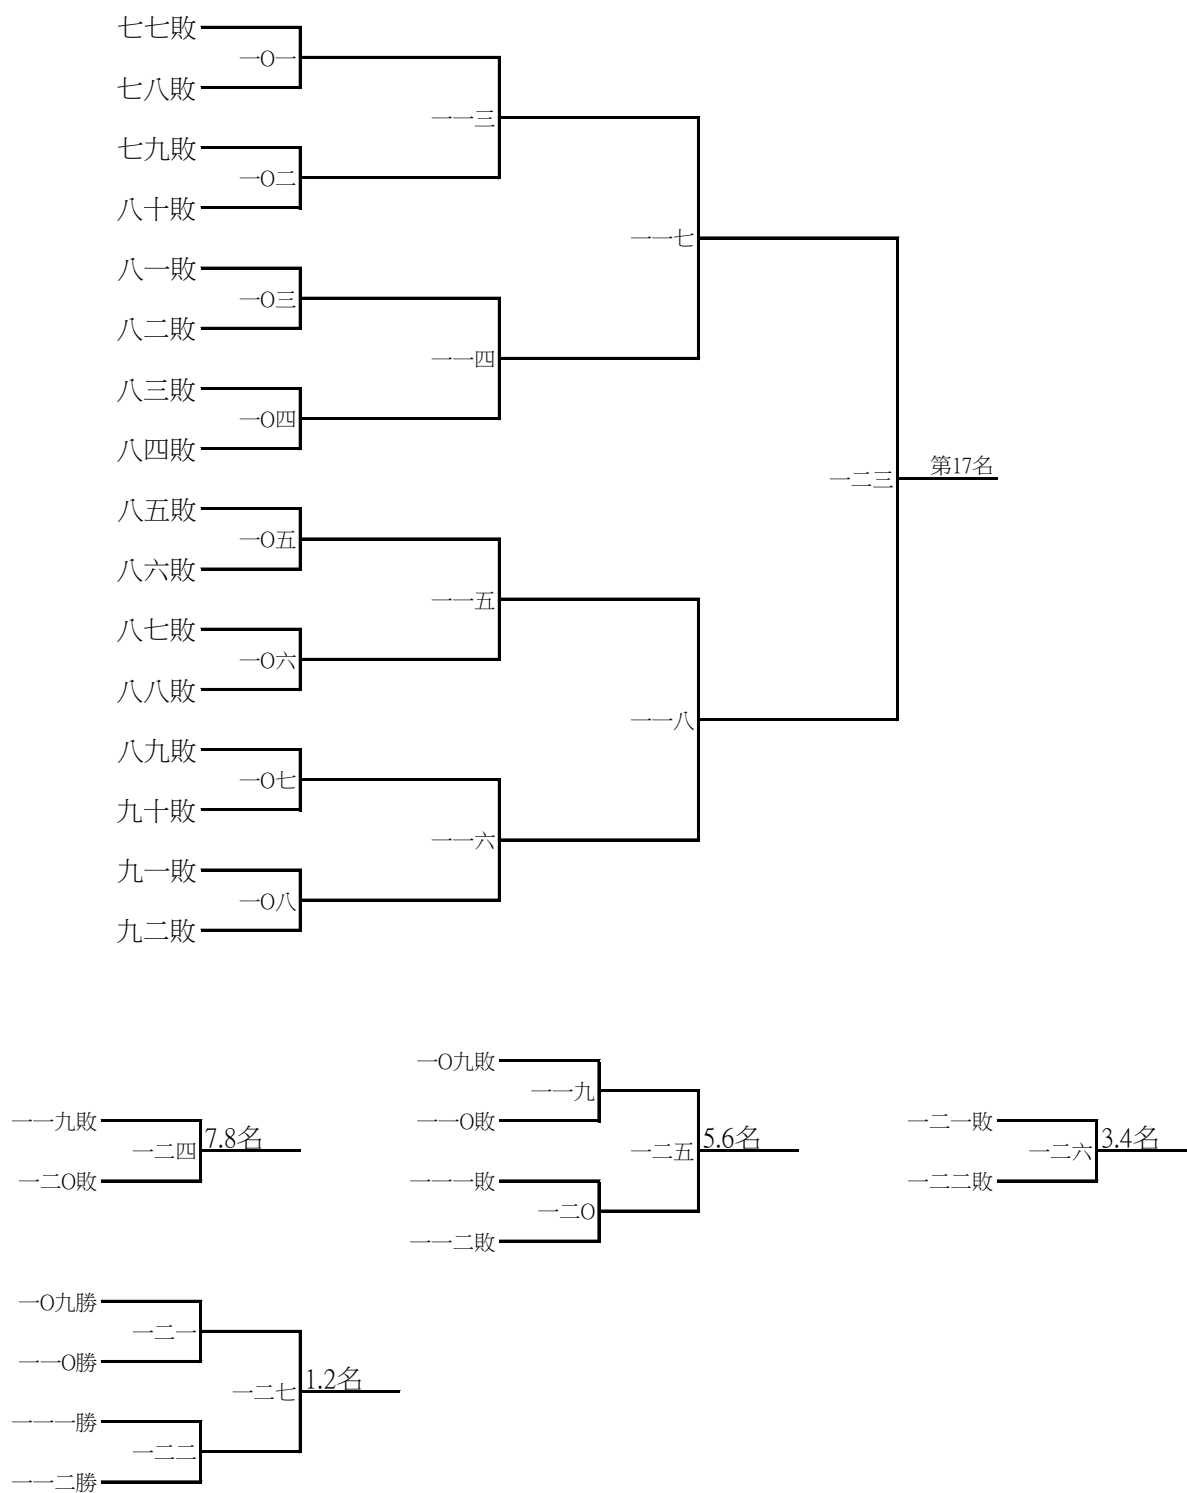 七七敗
一O一
七八敗
一一三
七九敗
一O二
八十敗
一一七
八一敗
一O三
八二敗
一一四
八三敗
一O四
八四敗
第17名
一二三
八五敗
一O五
八六敗
一一五
八七敗
一O六
八八敗
一一八
八九敗
一O七
九十敗
一一六
九一敗
一O八
九二敗
一一九敗
一二四
7.8名
一二O敗
一O九敗
一一九
一一O敗
一二五
5.6名
一一一敗
一二O
一一二敗
一二一敗
一二六
3.4名
一二二敗
一O九勝
一二一
一一O勝
一二七
1.2名
一一一勝
一二二
一一二勝